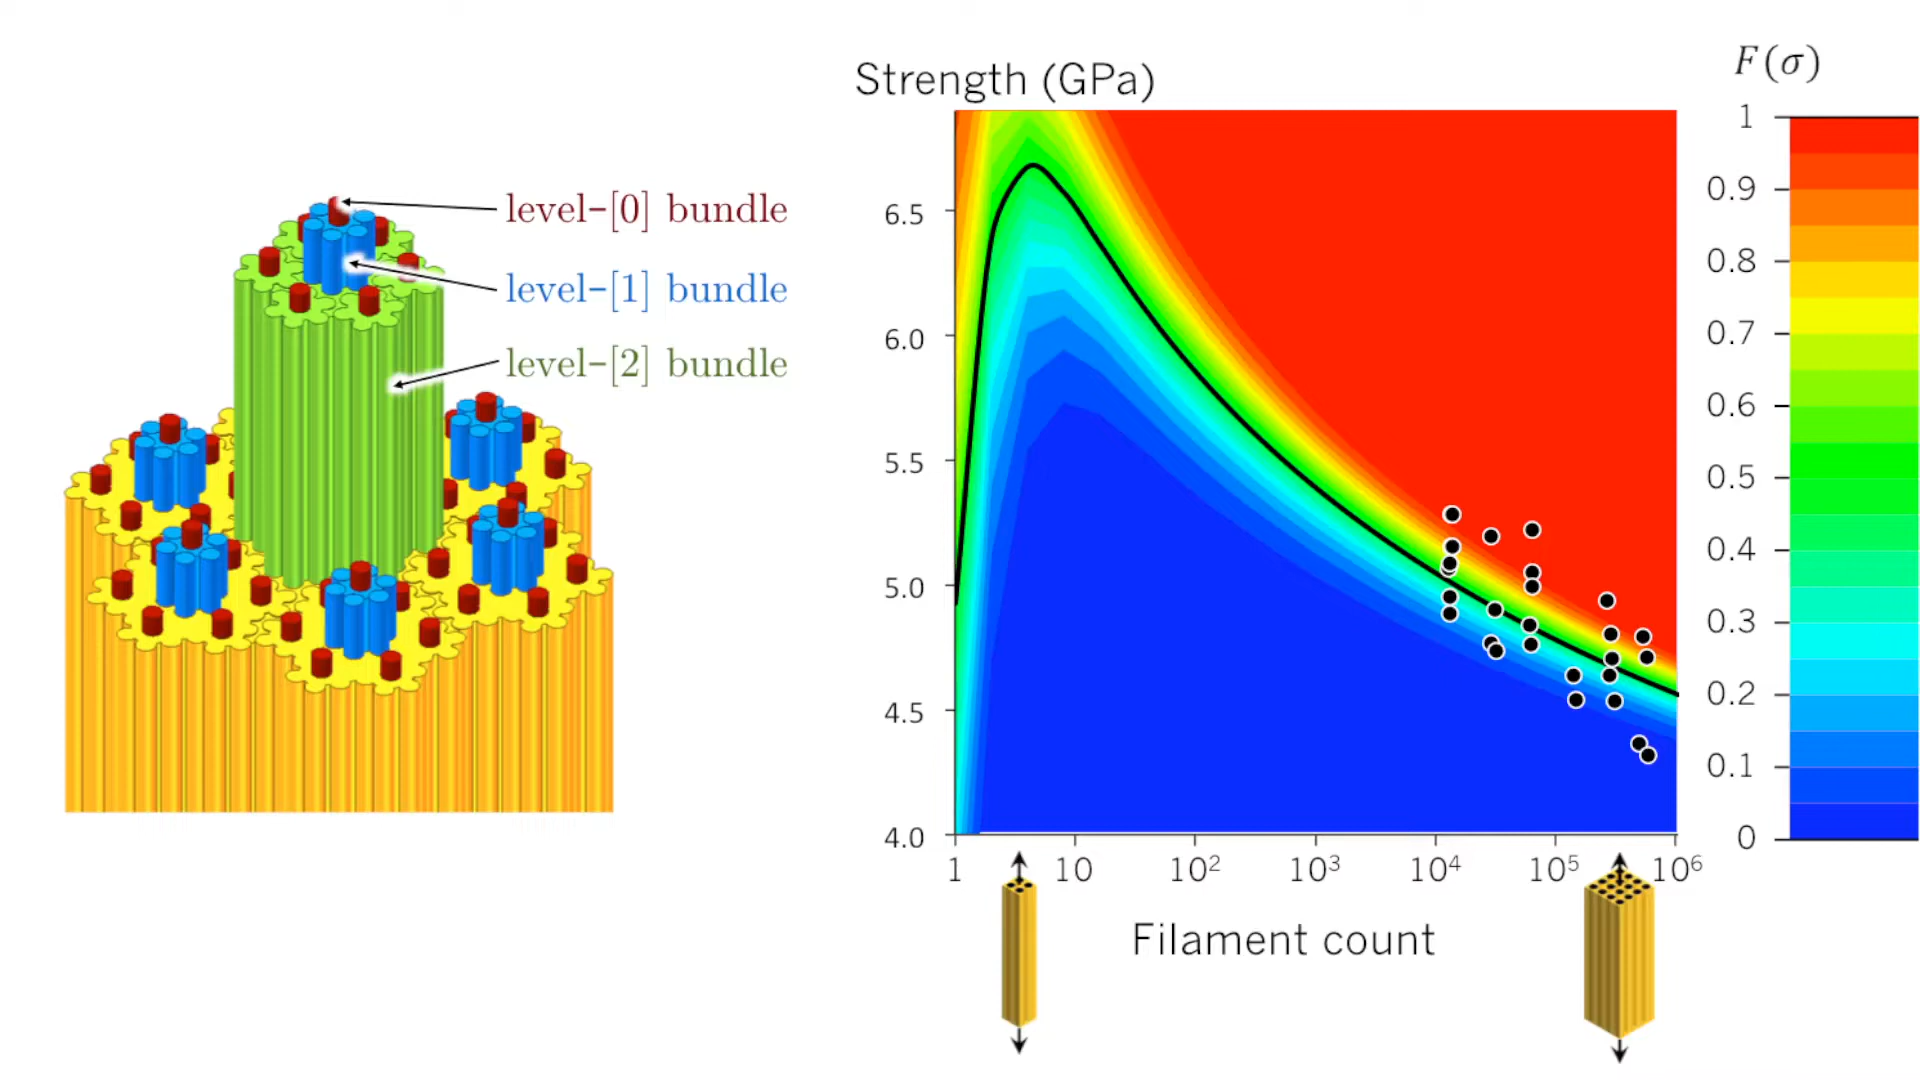 level-[0] bundle
level-[1] bundle
level-[2] bundle
Strength (GPa)
6.5
6.0
5.5
5.0
4.5
4.0
1 10 10² 10³ 10⁴ 10⁵ 10⁶
Filament count
F(σ)
1
0.9
0.8
0.7
0.6
0.5
0.4
0.3
0.2
0.1
0